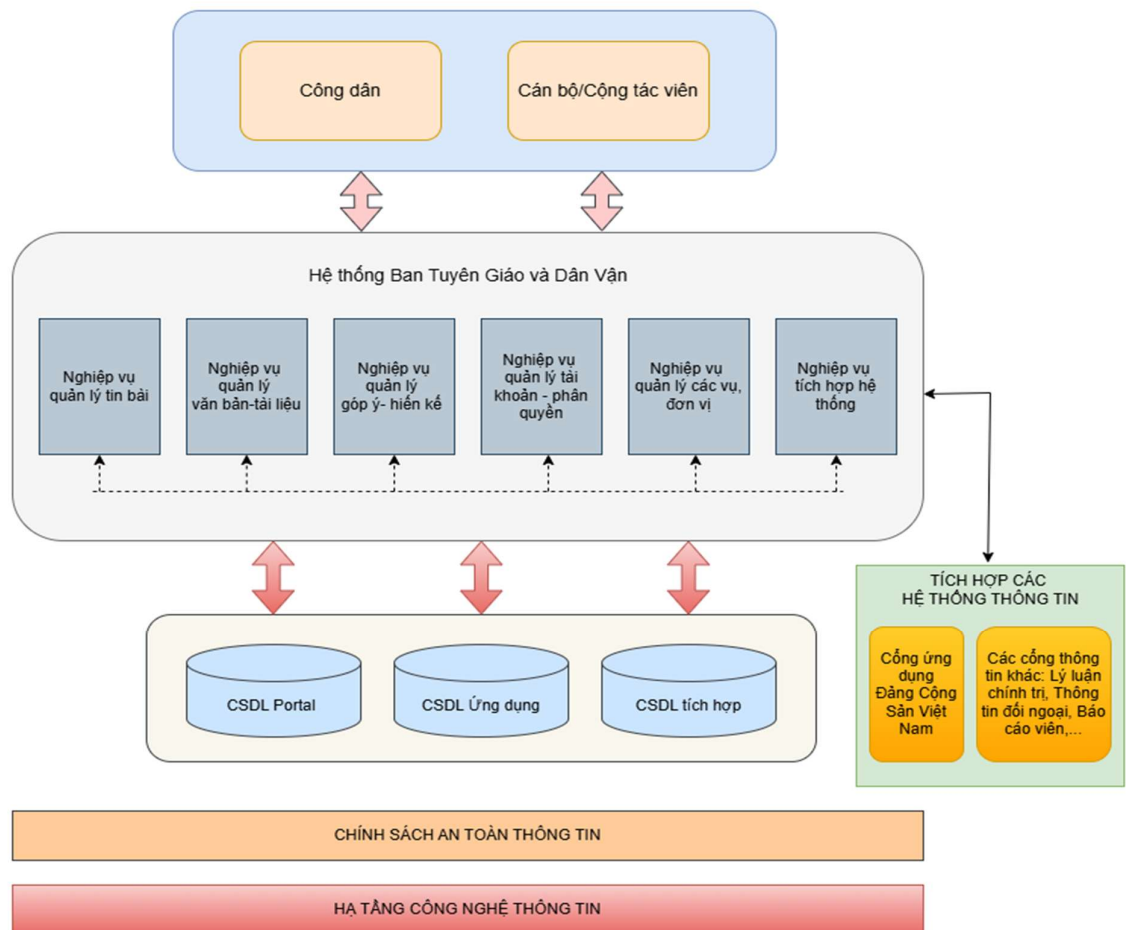 Công dân
Cán bộ/Cộng tác viên
Hệ thống Ban Tuyên Giáo và Dân Vận
Nghiệp vụ
quản lý tin bài
Nghiệp vụ
quản lý
văn bản-tài liệu
Nghiệp vụ
quản lý
góp ý- hiến kế
Nghiệp vụ
quản lý tài
khoản - phân
quyền
Nghiệp vụ
quản lý các vụ,
đơn vị
Nghiệp vụ
tích hợp hệ
thống
TÍCH HỢP CÁC
HỆ THỐNG THÔNG TIN
Cổng ứng
dụng
Đảng Cộng
Sản Việt
Nam
Các cổng thông
tin khác: Lý luận
chính trị, Thông
tin đối ngoại, Báo
cáo viên,...
CSDL Portal
CSDL Ứng dụng
CSDL tích hợp
CHÍNH SÁCH AN TOÀN THÔNG TIN
HẠ TẦNG CÔNG NGHỆ THÔNG TIN